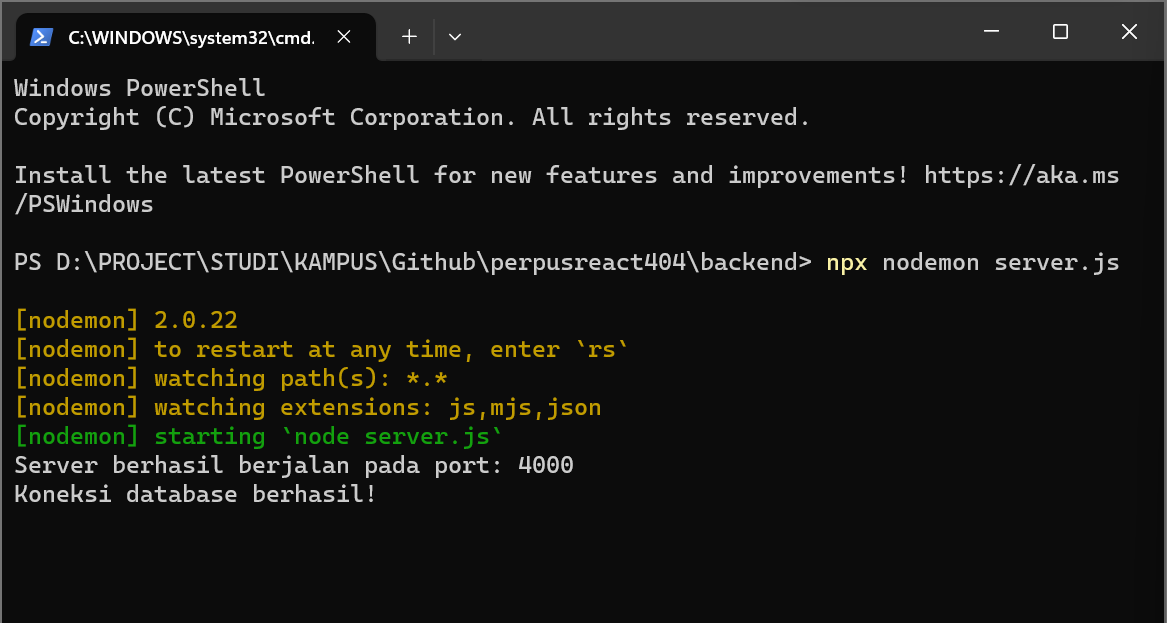 C:\WINDOWS\system32\cmd.
Windows PowerShell
Copyright (C) Microsoft Corporation. All rights reserved.
Install the latest PowerShell for new features and improvements! https://aka.ms
/PSWindows
PS D:\PROJECT\STUDI\KAMPUS\Github\perpusreact404\backend> npx nodemon server.js
[nodemon] 2.0.22
[nodemon] to restart at any time, enter `rs`
[nodemon] watching path(s): *.*
[nodemon] watching extensions: js,mjs,json
[nodemon] starting `node server.js`
Server berhasil berjalan pada port: 4000
Koneksi database berhasil!